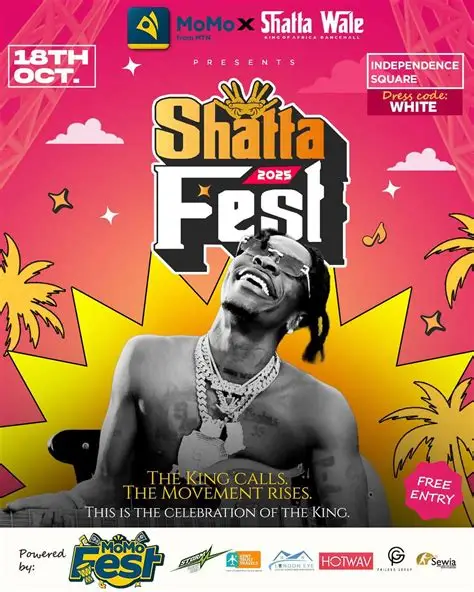 MoMo X Shatta Wale
from MTN
KING OF AFRICA DANCEHALL
PRESENTS
18TH
OCT.
INDEPENDENCE
SQUARE
Dress code:
WHITE
Shatta
2025
Fest
THE KING CALLS.
THE MOVEMENT RISES.
THIS IS THE CELEBRATION OF THE KING.
FREE
ENTRY
Powered
by:
MoMo
Fest
HOTWAV
Sewia